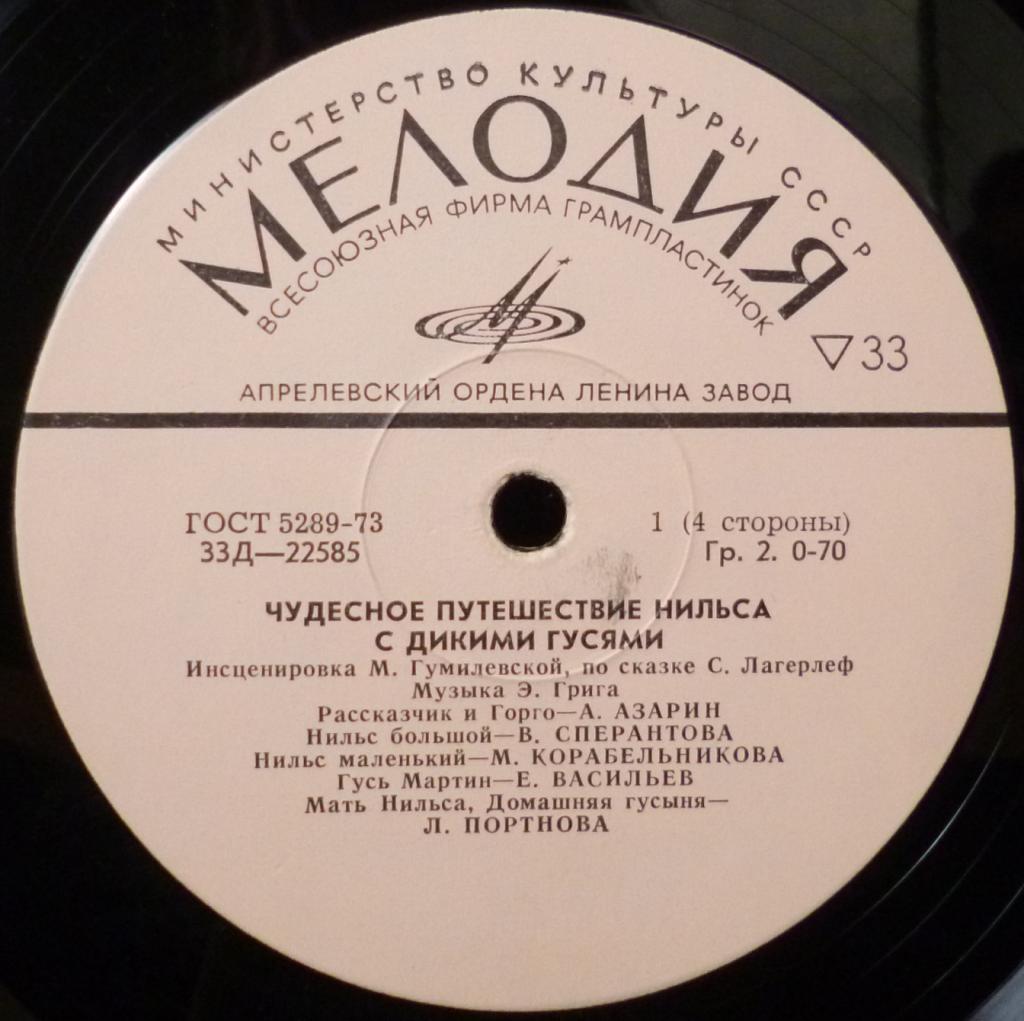 МИНИСТЕРСТВО КУЛЬТУРЫ СССР
МЕЛОДИЯ
ВСЕСОЮЗНАЯ ФИРМА ГРАМПЛАСТИНОК
▽33
АПРЕЛЕВСКИЙ ОРДЕНА ЛЕНИНА ЗАВОД
ГОСТ 5289-73
1 (4 стороны)
33Д—22585
Гр. 2. 0-70
ЧУДЕСНОЕ ПУТЕШЕСТВИЕ НИЛЬСА
С ДИКИМИ ГУСЯМИ
Инсценировка М. Гумилевской, по сказке С. Лагерлеф
Музыка Э. Грига
Рассказчик и Горго—А. АЗАРИН
Нильс большой—В. СПЕРАНТОВА
Нильс маленький—М. КОРАБЕЛЬНИКОВА
Гусь Мартин—Е. ВАСИЛЬЕВ
Мать Нильса, Домашняя гусыня—
Л. ПОРТНОВА